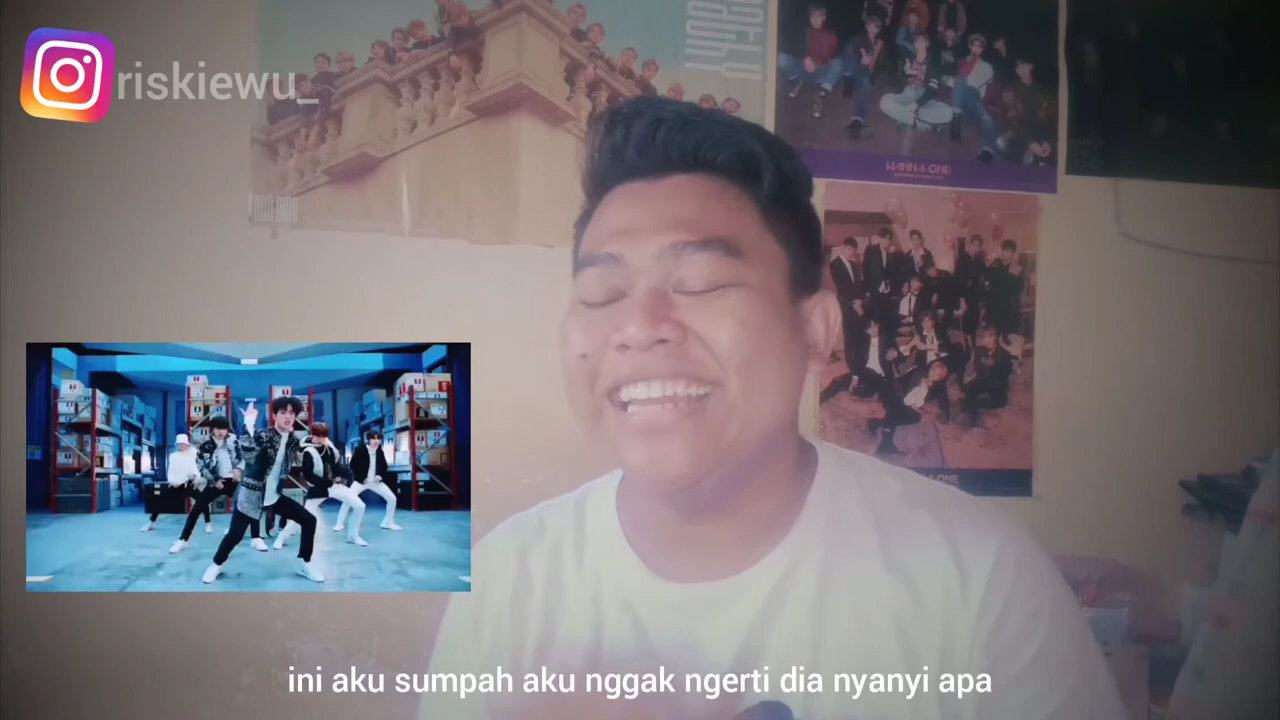 riskiewu_
WANNA·ONE
ini aku sumpah aku nggak ngerti dia nyanyi apa